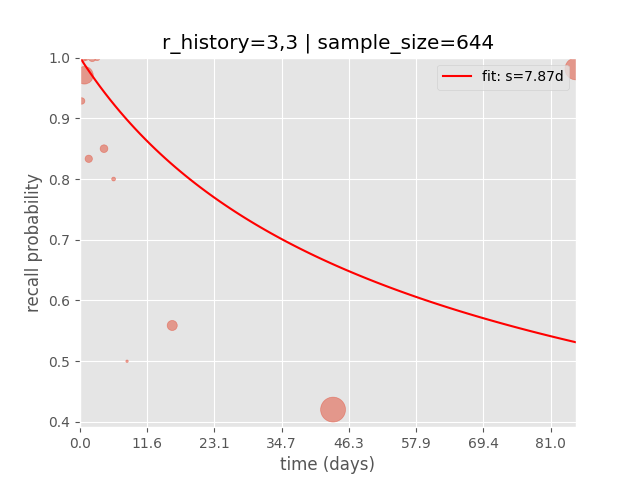 r_history=3,3 | sample_size=644
fit: s=7.87d
recall probability
1.0
0.9
0.8
0.7
0.6
0.5
0.4
0.0 11.6 23.1 34.7 46.3 57.9 69.4 81.0
time (days)